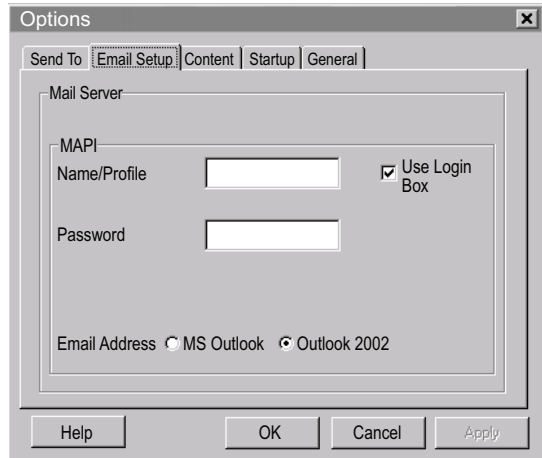 Options
Send To Email Setup Content Startup General
Mail Server
MAPI
Name/Profile
Use Login
Box
Password
Email Address MS Outlook Outlook 2002
Help OK Cancel Apply